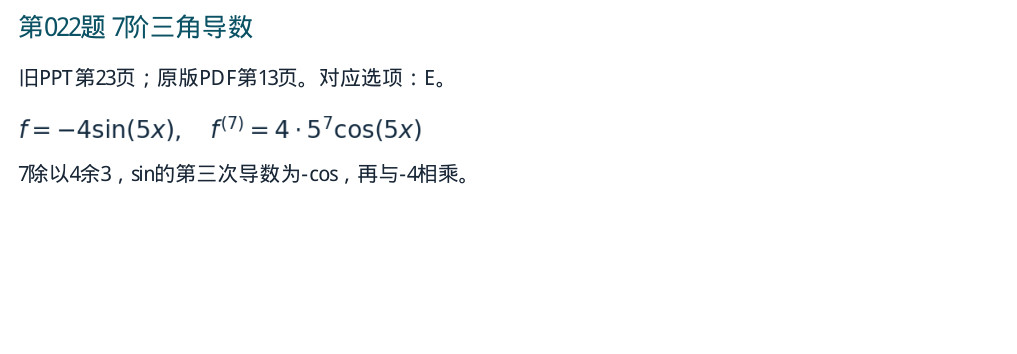 第022题 7阶三角导数
旧PPT第23页；原版PDF第13页。对应选项：E。
f = −4sin(5x), f⁽⁷⁾ = 4 · 5⁷cos(5x)
7除以4余3，sin的第三次导数为-cos，再与-4相乘。